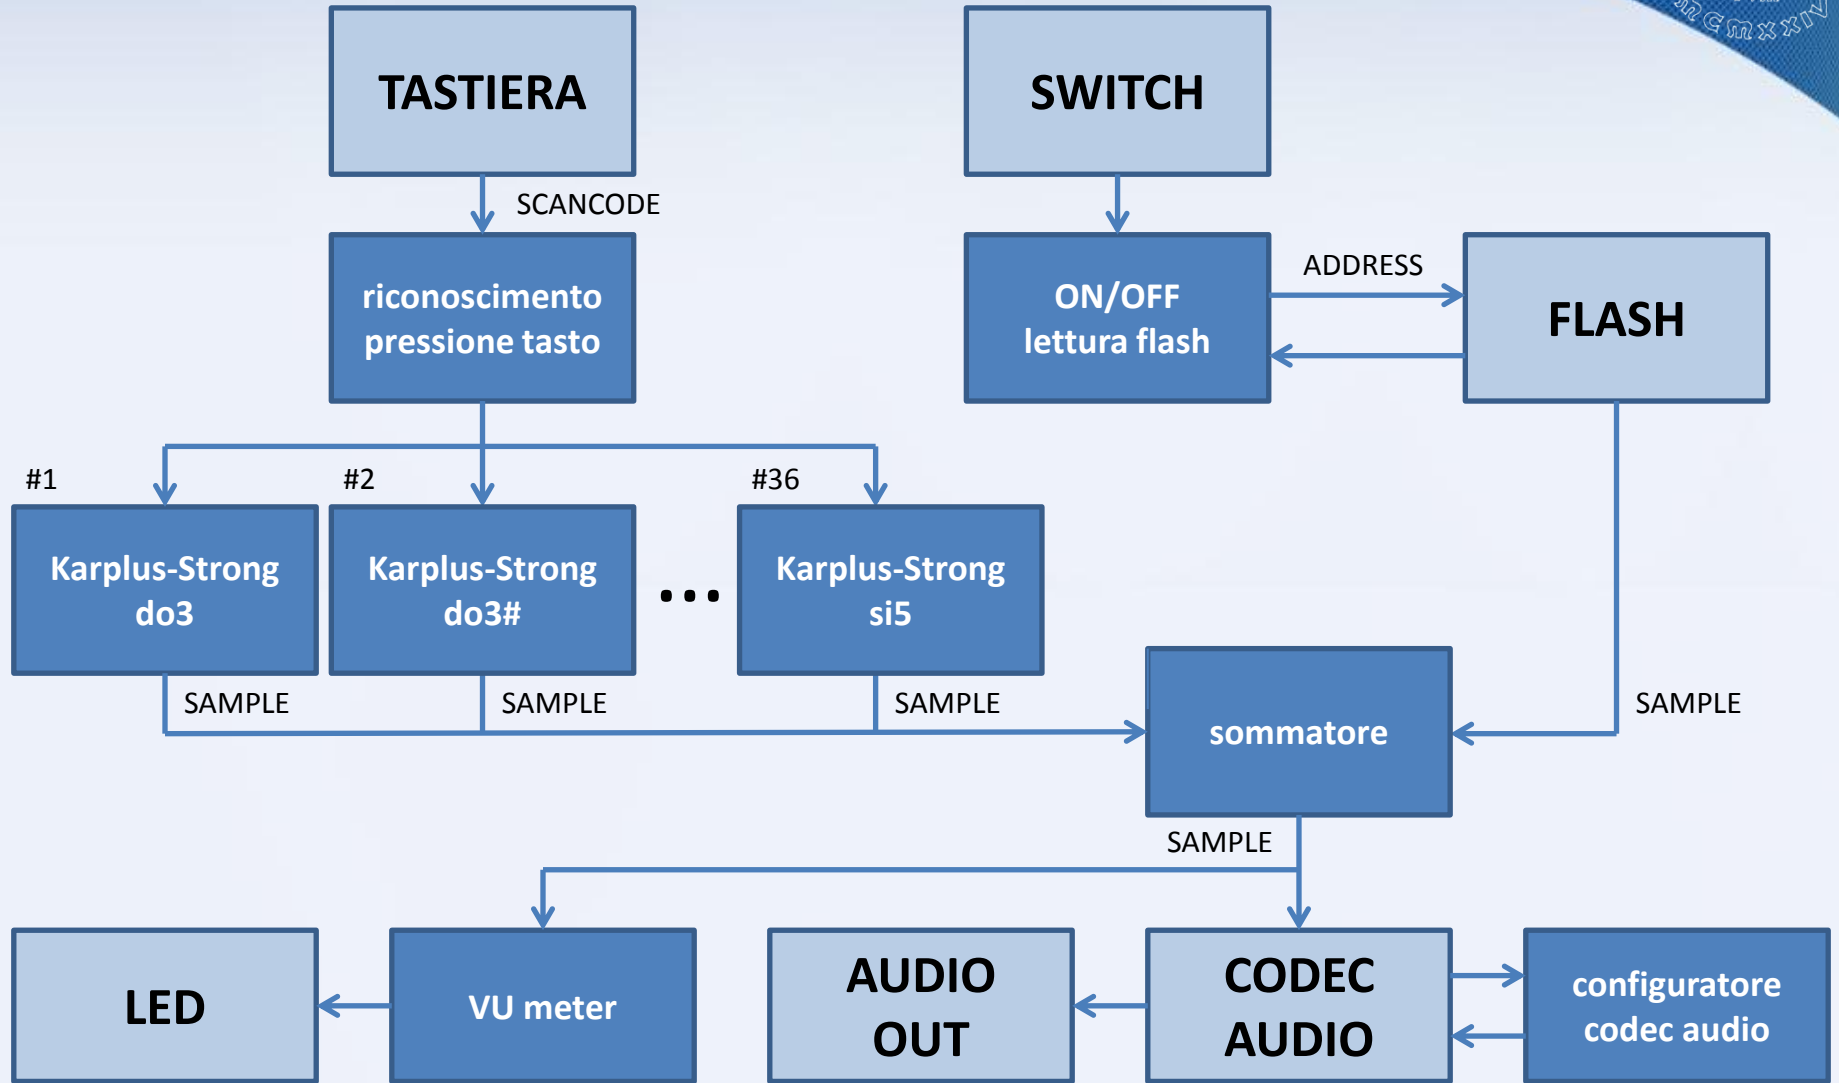 mcmxxiv
TASTIERA
SWITCH
SCANCODE
riconoscimento
pressione tasto
ON/OFF
lettura flash
ADDRESS
FLASH
#1
#2
#36
Karplus-Strong
do3
Karplus-Strong
do3#
...
Karplus-Strong
si5
SAMPLE
SAMPLE
SAMPLE
sommatore
SAMPLE
SAMPLE
LED
VU meter
AUDIO
OUT
CODEC
AUDIO
configuratore
codec audio